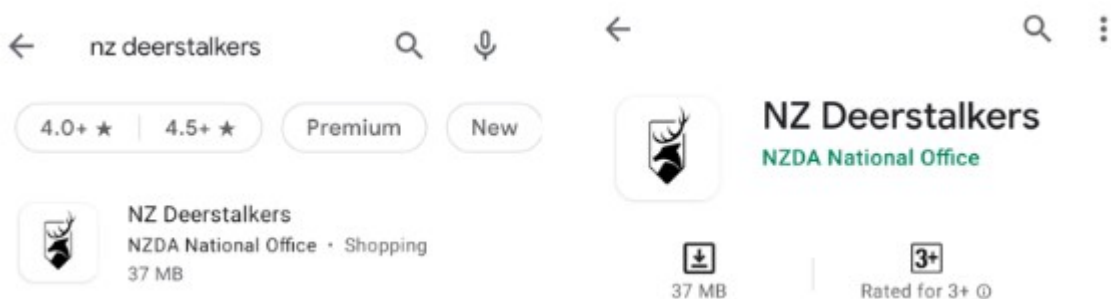 nz deerstalkers
4.0+ ★ 4.5+ ★ Premium New
NZ Deerstalkers
NZDA National Office · Shopping
37 MB
NZ Deerstalkers
NZDA National Office
3+
37 MB Rated for 3+